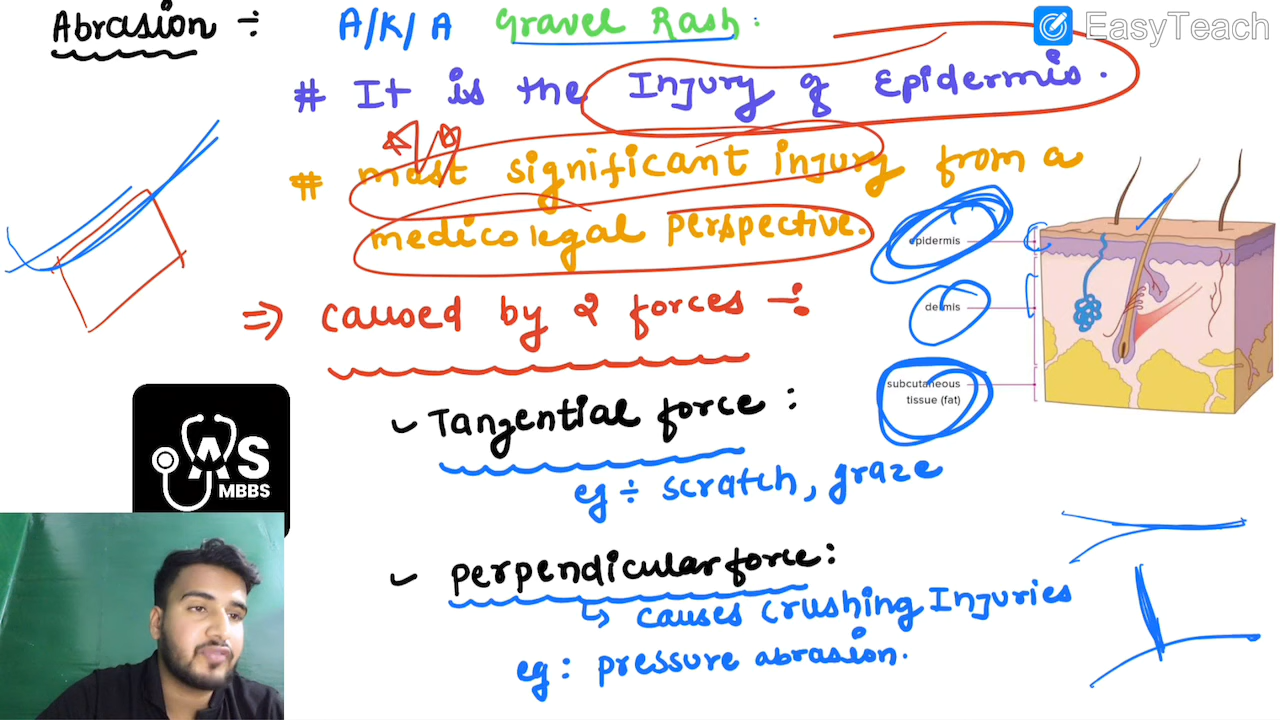 Abrasion ÷ A/K/A Gravel Rash:
EasyTeach
# It is the Injury of Epidermis.
# most significant injury from a
medicolegal perspective.
epidermis
dermis
subcutaneous
tissue (fat)
⇒ caused by 2 forces ÷
✓ Tangential force:
eg ÷ scratch, graze
✓ Perpendicular force:
↳ causes crushing Injuries
eg: pressure abrasion.
AS
MBBS